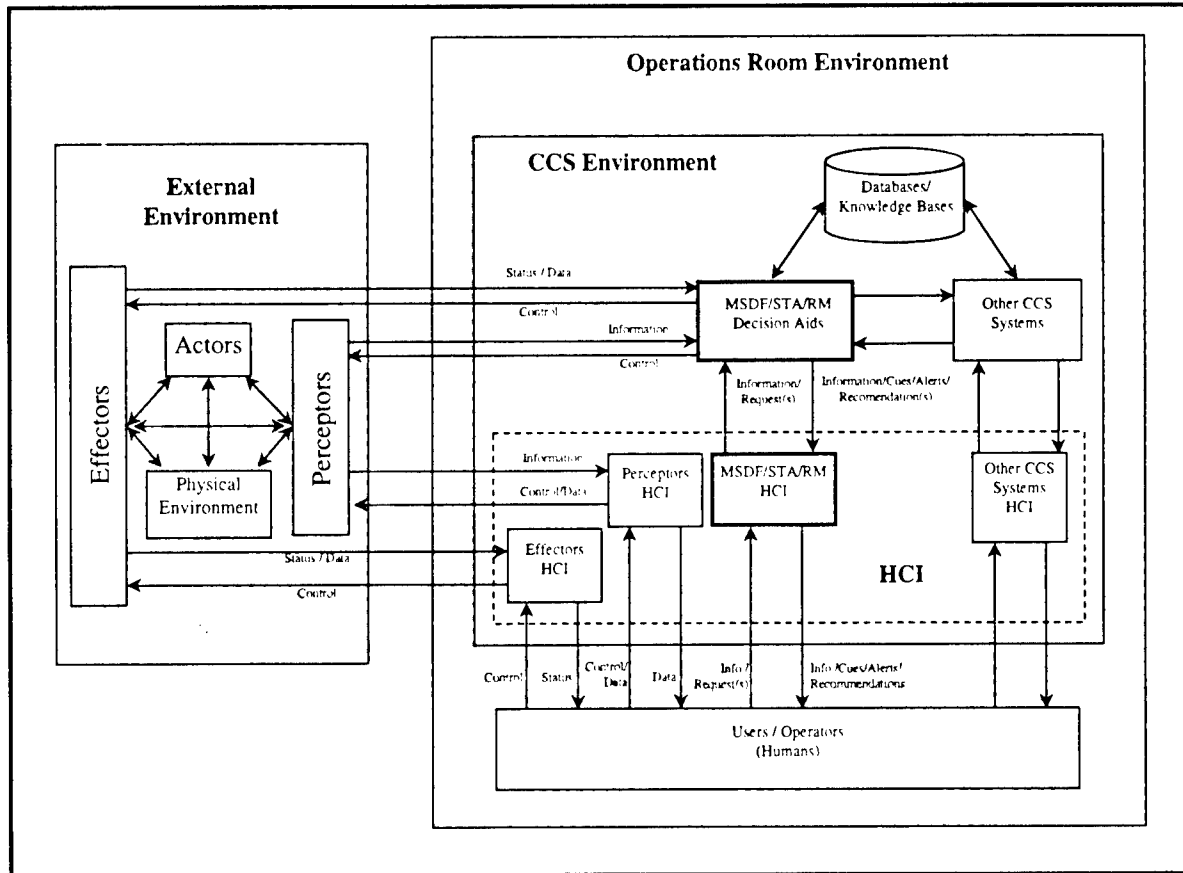 Operations Room Environment
CCS Environment
Databases/
Knowledge Bases
External
Environment
Status / Data
Control
Information
Control
MSDF/STA/RM
Decision Aids
Other CCS
Systems
Actors
Effectors
Perceptors
Physical
Environment
Information/
Request(s)
Information/Cues/Alerts/
Recomendation(s)
Information
Control/Data
Perceptors
HCI
MSDF/STA/RM
HCI
Other CCS
Systems
HCI
Status / Data
Control
Effectors
HCI
HCI
Control
Status
Control/
Data
Data
Info /
Request(s)
Info /Cues/Alerts/
Recommendations
Users / Operators
(Humans)